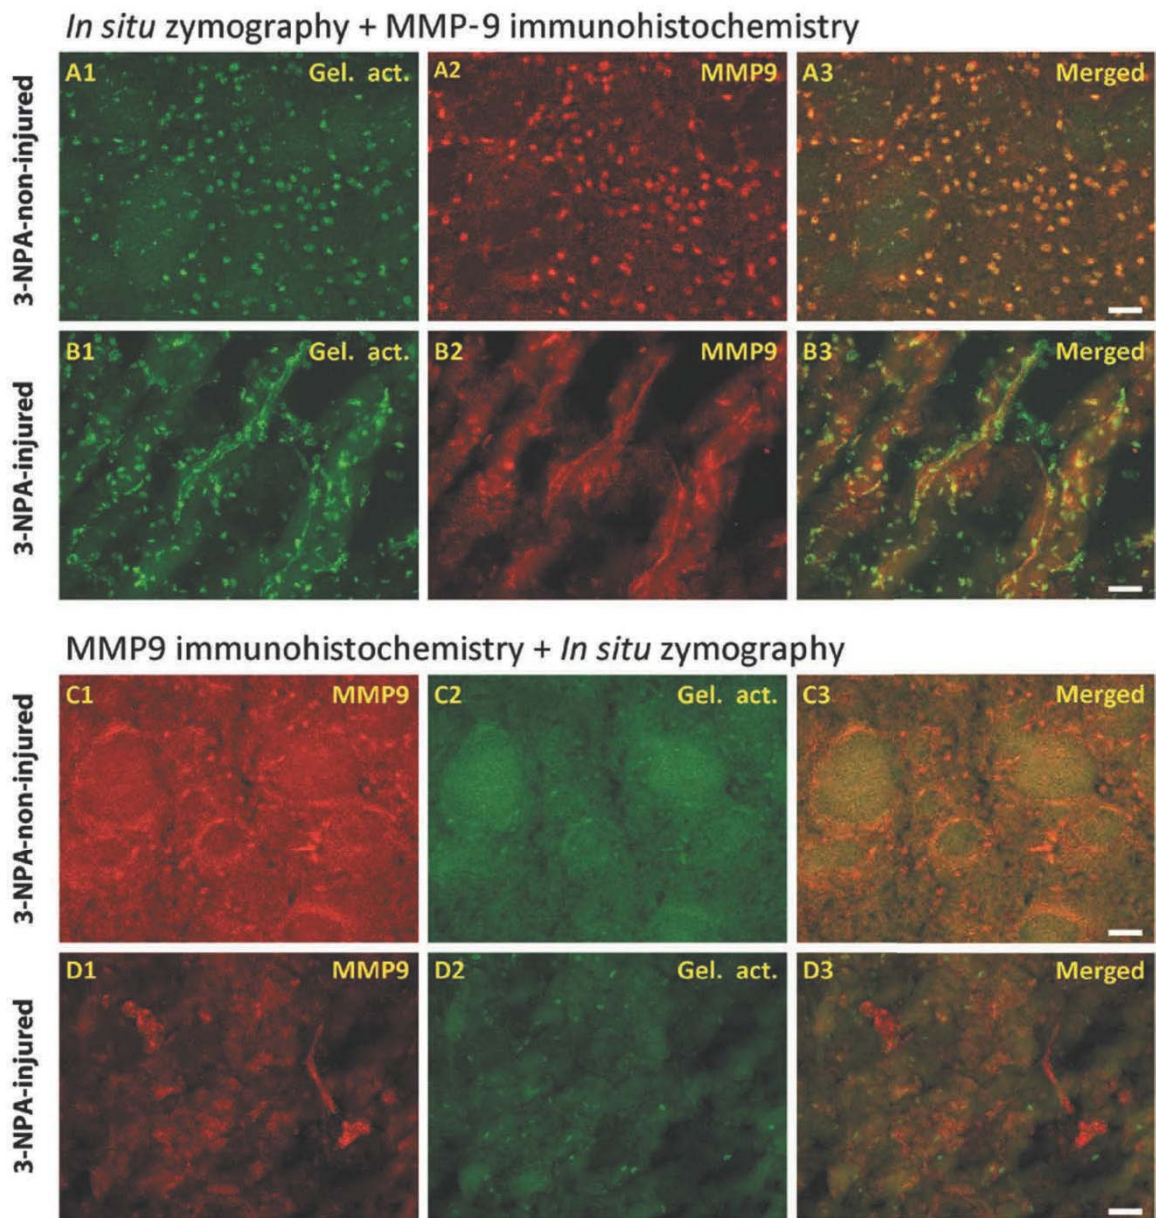 In situ zymography + MMP-9 immunohistochemistry
3-NPA-non-injured
A1 Gel. act.
A2 MMP9
A3 Merged
3-NPA-injured
B1 Gel. act.
B2 MMP9
B3 Merged
MMP9 immunohistochemistry + In situ zymography
3-NPA-non-injured
C1 MMP9
C2 Gel. act.
C3 Merged
3-NPA-injured
D1 MMP9
D2 Gel. act.
D3 Merged